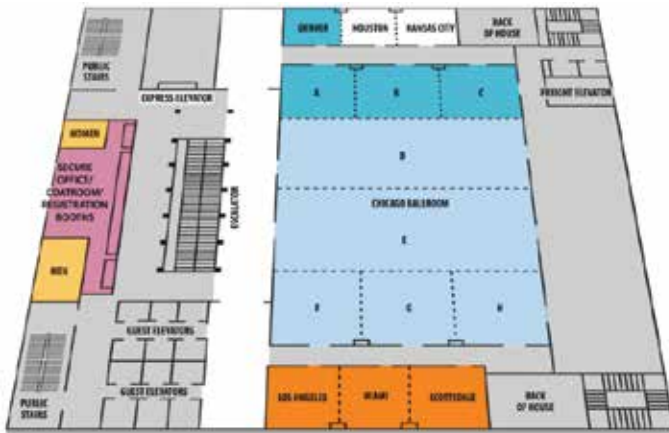 DENVER
HOUSTON
KANSAS CITY
BACK
OF HOUSE
PUBLIC
STAIRS
EXPRESS ELEVATOR
A
B
C
FREIGHT ELEVATOR
WOMEN
SECURE
OFFICE/
COATROOM/
REGISTRATION
BOOTHS
ESCALATOR
D
CHICAGO BALLROOM
E
MEN
F
G
H
GUEST ELEVATORS
GUEST ELEVATORS
PUBLIC
STAIRS
LOS ANGELES
MIAMI
SCOTTSDALE
BACK
OF HOUSE